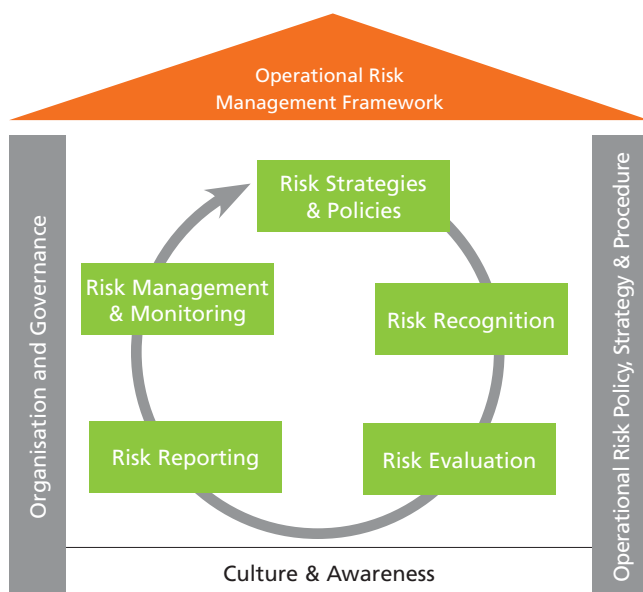 Operational Risk
Management Framework
Organisation and Governance
Risk Strategies
& Policies
Risk Recognition
Risk Evaluation
Risk Reporting
Risk Management
& Monitoring
Operational Risk Policy, Strategy & Procedure
Culture & Awareness